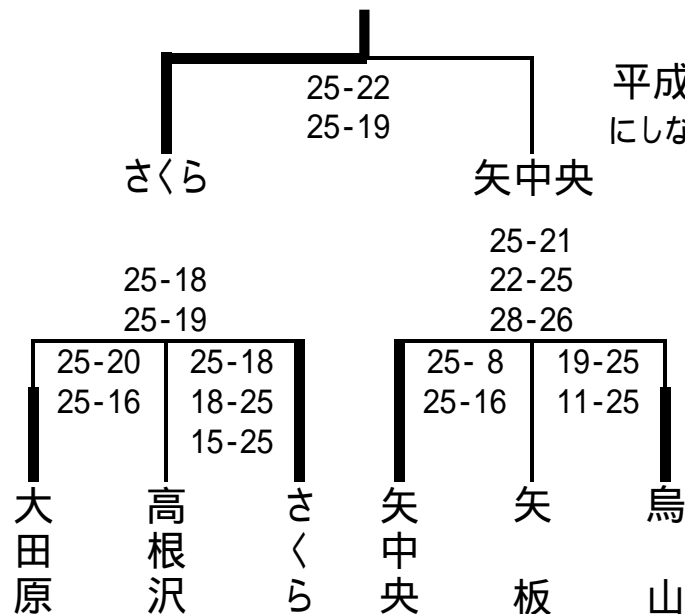 25-22
25-19
平成
にしな
さくら
矢中央
25-18
25-19
25-21
22-25
28-26
25-20
25-16
25-18
18-25
15-25
25- 8
25-16
19-25
11-25
大田原
高根沢
さくら
矢中央
矢板
烏山